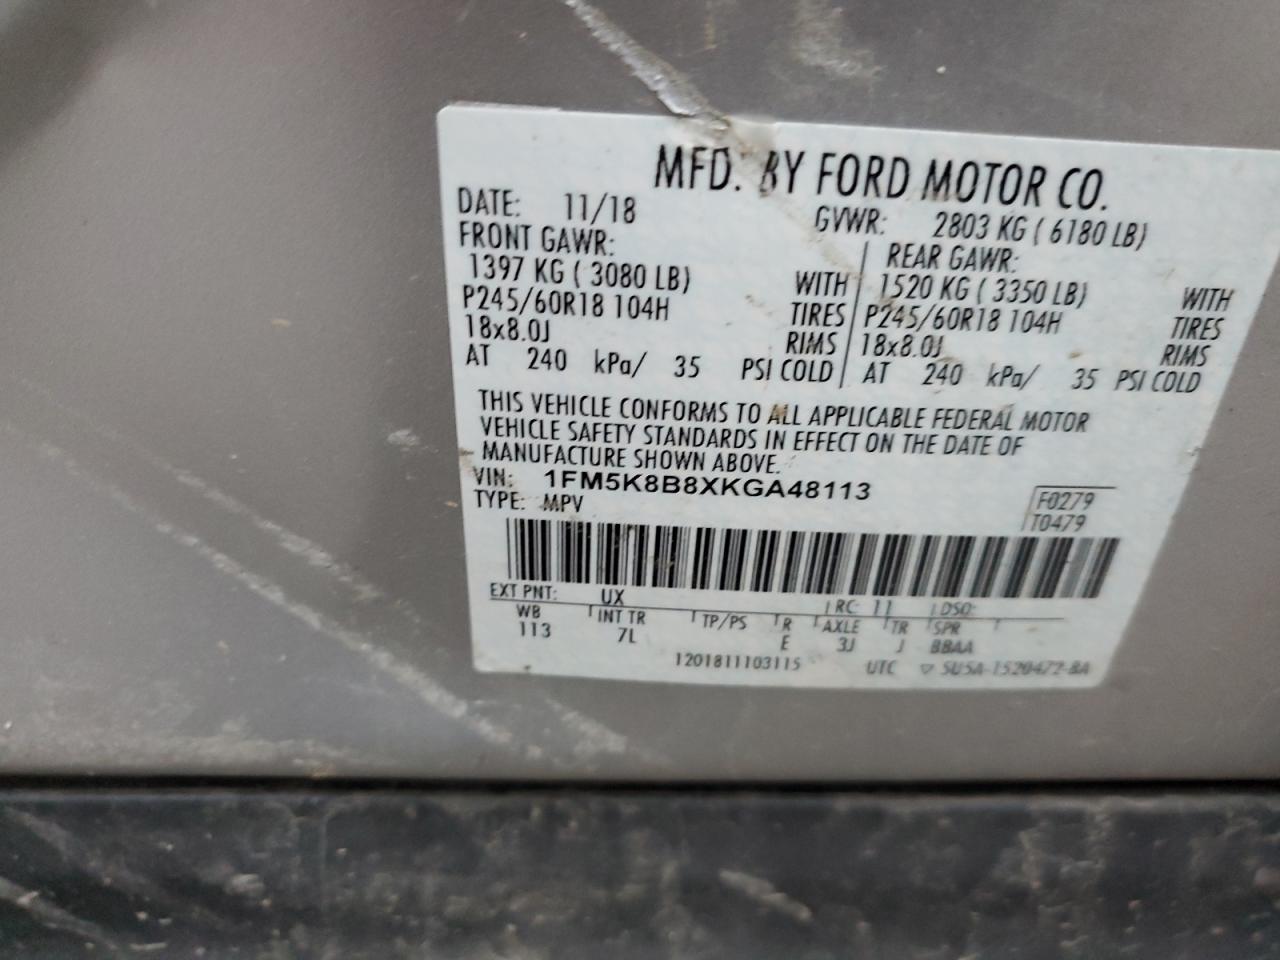 MFD. BY FORD MOTOR CO.
DATE: 11/18 GVWR: 2803 KG ( 6180 LB)
FRONT GAWR: REAR GAWR:
1397 KG ( 3080 LB) WITH 1520 KG ( 3350 LB) WITH
P245/60R18 104H TIRES P245/60R18 104H TIRES
18x8.0J RIMS 18x8.0J RIMS
AT 240 kPa/ 35 PSI COLD AT 240 kPa/ 35 PSI COLD
THIS VEHICLE CONFORMS TO ALL APPLICABLE FEDERAL MOTOR
VEHICLE SAFETY STANDARDS IN EFFECT ON THE DATE OF
MANUFACTURE SHOWN ABOVE.
VIN: 1FM5K8B8XKGA48113
TYPE: MPV
F0279
T0479
EXT PNT: UX RC: 11 DSO:
WB INT TR TP/PS R AXLE TR SPR
113 7L E 3J J BBAA
1201811103115 UTC ▽ 5U5A-1520472-BA